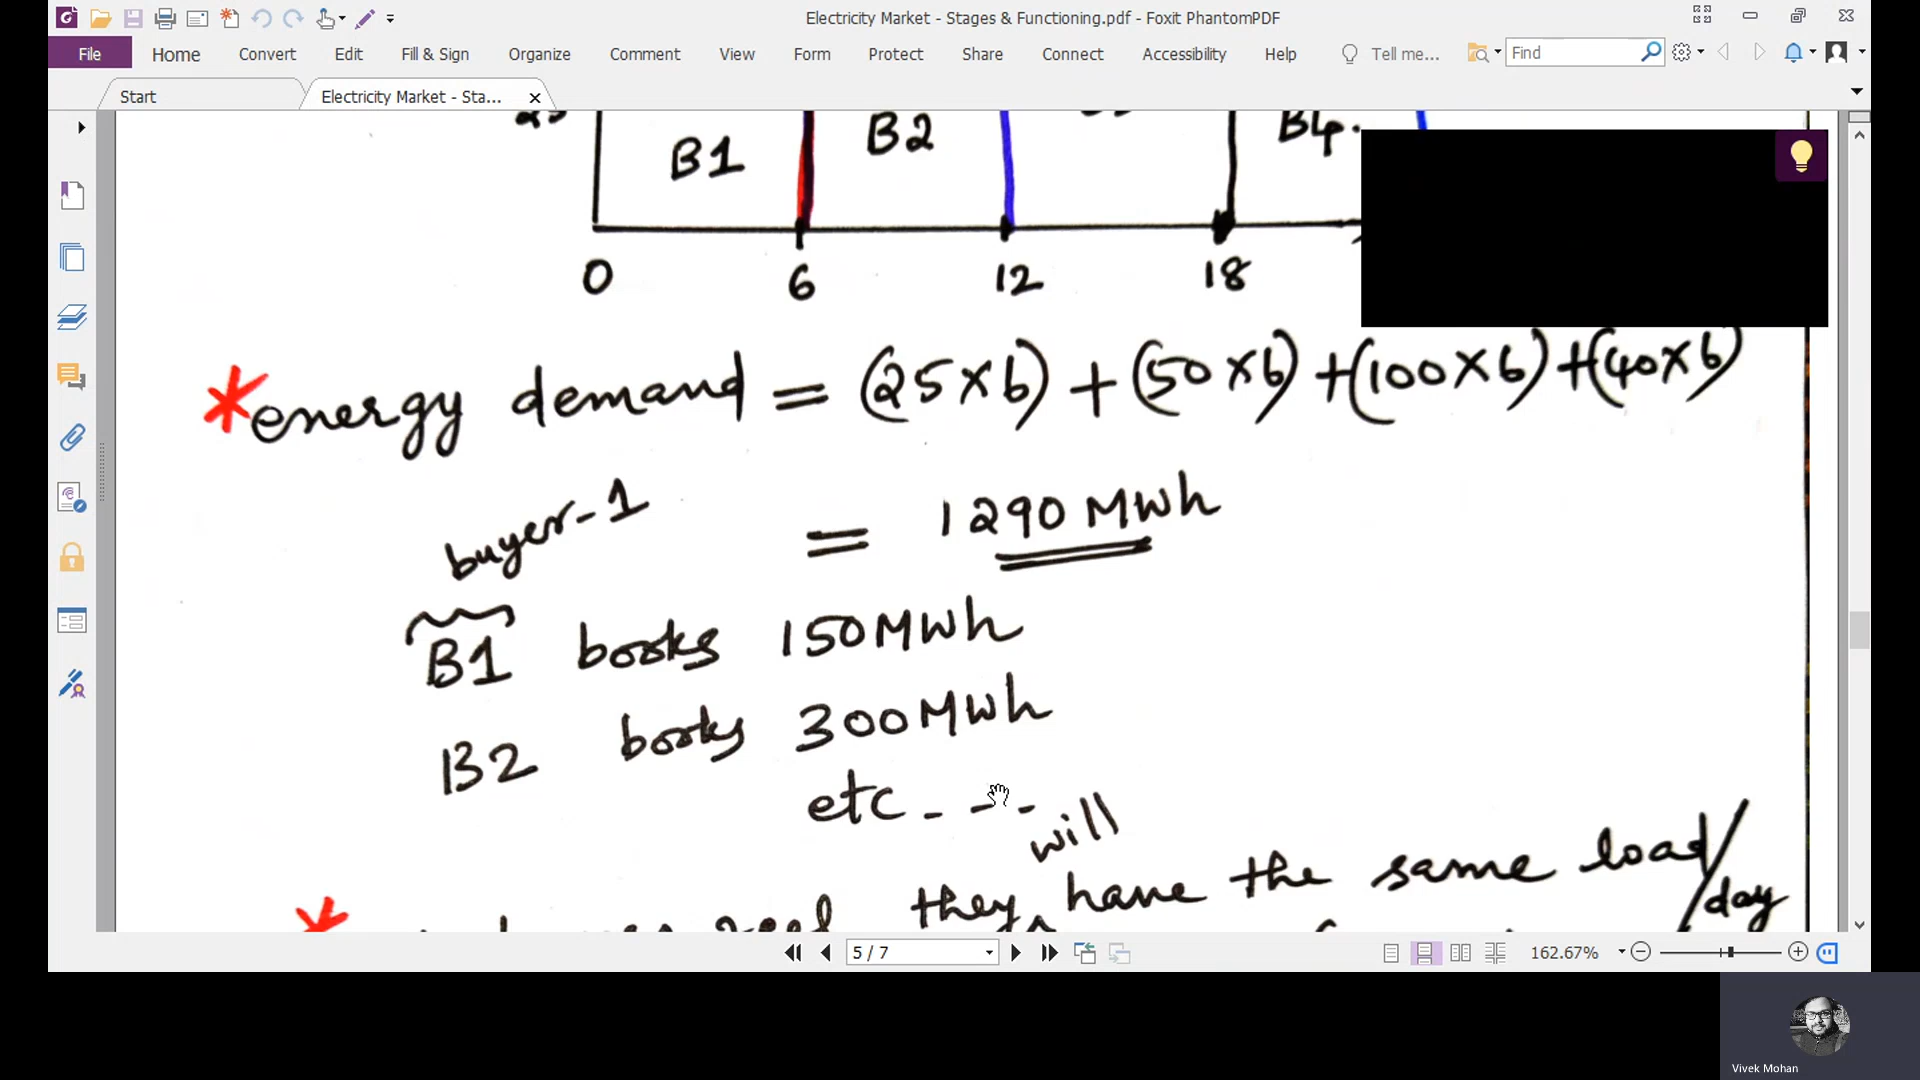 Electricity Market - Stages & Functioning.pdf - Foxit PhantomPDF
File Home Convert Edit Fill & Sign Organize Comment View Form Protect Share Connect Accessibility Help Tell me... Find
Start Electricity Market - Sta...
B1 B2 B4.
0 6 12 18
*energy demand = (25×6) + (50×6) + (100×6) + (40×6)
buyer-1 = 1290 MWh
B1 books 150MWh
B2 books 300MWh
etc - - -
will
they ^ have the same load/
day
5 / 7 162.67%
Vivek Mohan